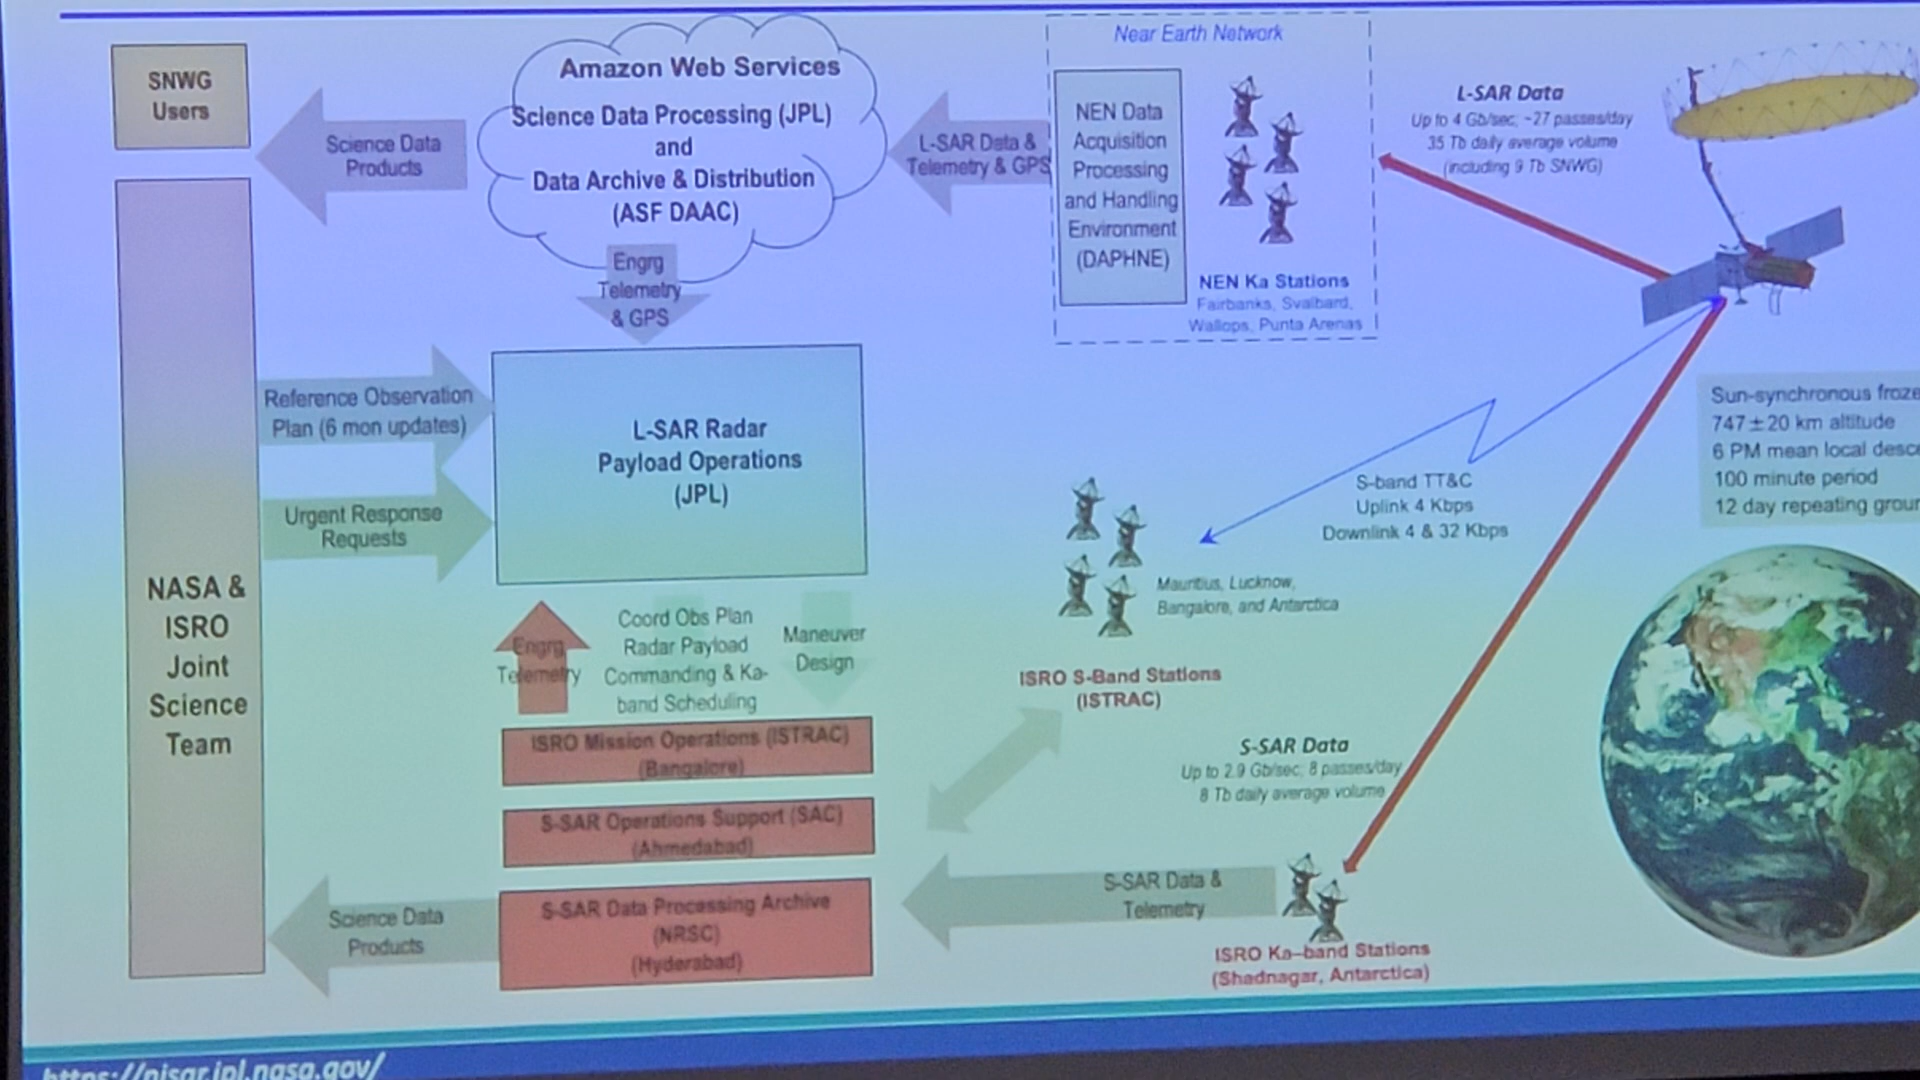 SNWG
Users
Science Data
Products
Amazon Web Services
Science Data Processing (JPL)
and
Data Archive & Distribution
(ASF DAAC)
L-SAR Data &
Telemetry & GPS
Near Earth Network
NEN Data
Acquisition
Processing
and Handling
Environment
(DAPHNE)
NEN Ka Stations
Fairbanks, Svalbard,
Wallops, Punta Arenas
L-SAR Data
Up to 4 Gb/sec, ~27 passes/day
35 Tb daily average volume
(including 9 Tb SNWG)
Engrg
Telemetry
& GPS
NASA &
ISRO
Joint
Science
Team
Reference Observation
Plan (6 mon updates)
Urgent Response
Requests
L-SAR Radar
Payload Operations
(JPL)
Sun-synchronous froze
747±20 km altitude
6 PM mean local desce
100 minute period
12 day repeating groun
S-band TT&C
Uplink 4 Kbps
Downlink 4 & 32 Kbps
Mauritius, Lucknow,
Bangalore, and Antarctica
ISRO S-Band Stations
(ISTRAC)
Engrg
Telemetry
Coord Obs Plan
Radar Payload
Commanding & Ka-
band Scheduling
Maneuver
Design
ISRO Mission Operations (ISTRAC)
(Bangalore)
S-SAR Operations Support (SAC)
(Ahmedabad)
S-SAR Data Processing Archive
(NRSC)
(Hyderabad)
Science Data
Products
S-SAR Data
Up to 2.9 Gb/sec, 8 passes/day
8 Tb daily average volume
S-SAR Data &
Telemetry
ISRO Ka-band Stations
(Shadnagar, Antarctica)
https://nisar.jpl.nasa.gov/